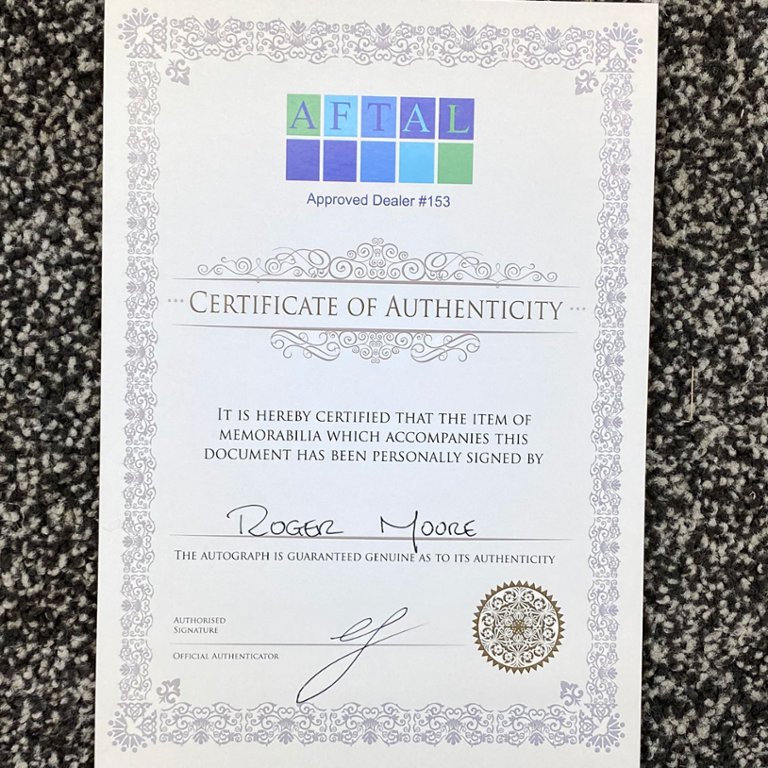 AFTAL
Approved Dealer #153
CERTIFICATE OF AUTHENTICITY
IT IS HEREBY CERTIFIED THAT THE ITEM OF
MEMORABILIA WHICH ACCOMPANIES THIS
DOCUMENT HAS BEEN PERSONALLY SIGNED BY
ROGER MOORE
THE AUTOGRAPH IS GUARANTEED GENUINE AS TO ITS AUTHENTICITY
AUTHORISED
SIGNATURE
OFFICIAL AUTHENTICATOR